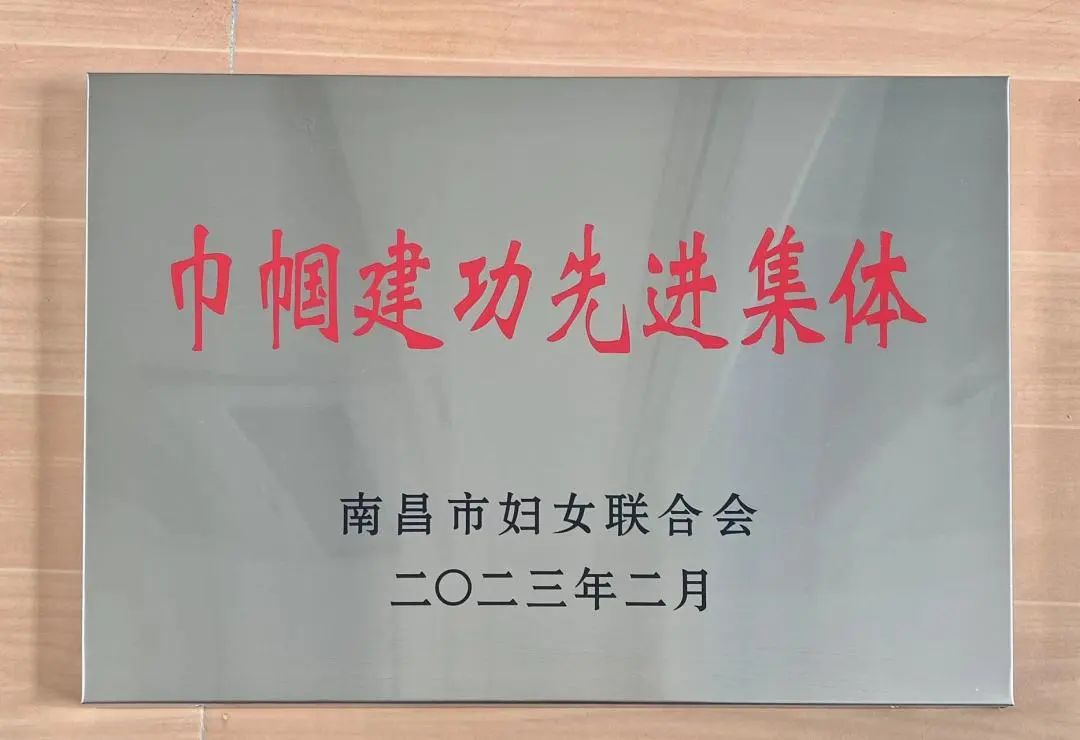 巾帼建功先进集体
南昌市妇女联合会
二〇二三年二月